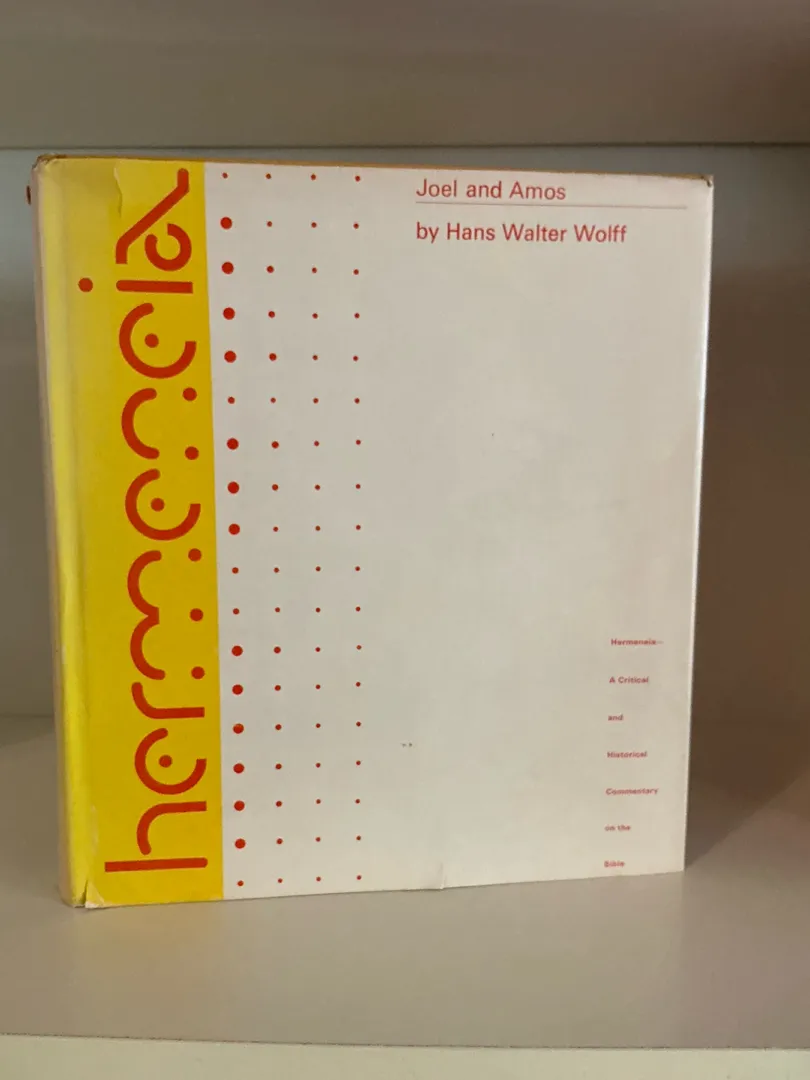 hermeneia
Joel and Amos
by Hans Walter Wolff
Hermeneia—
A Critical
and
Historical
Commentary
on the
Bible